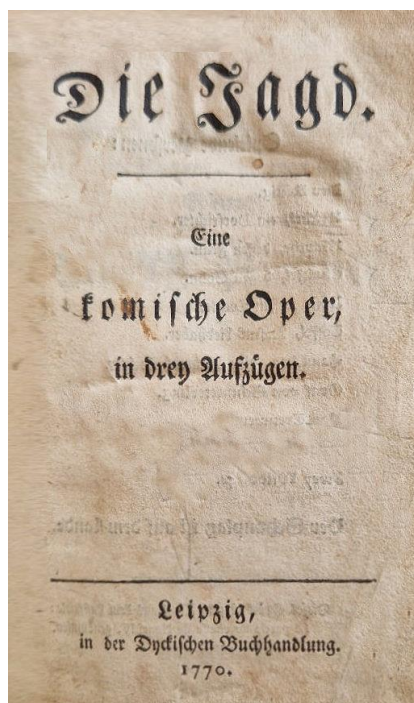 Die Jagd.
Eine
komische Oper,
in drey Aufzügen.
Leipzig,
in der Dyckischen Buchhandlung.
1770.